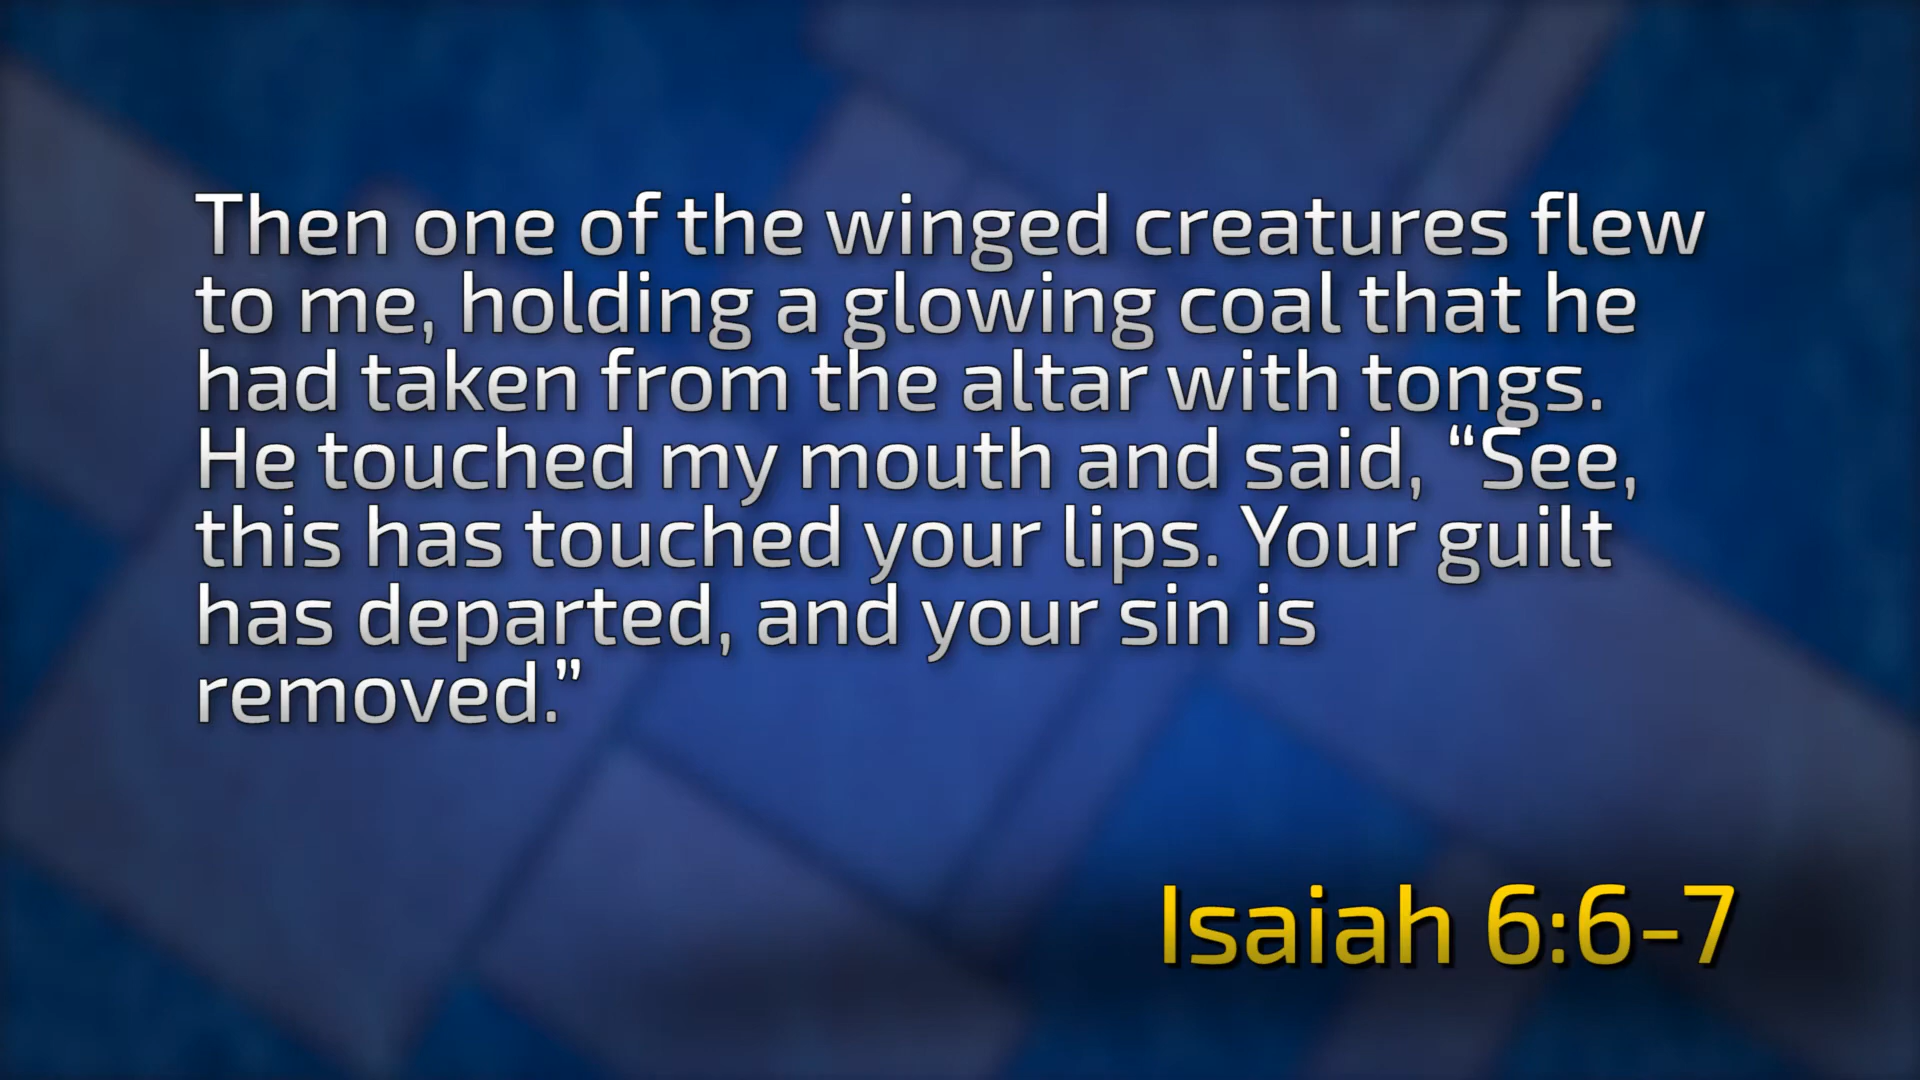 Then one of the winged creatures flew
to me, holding a glowing coal that he
had taken from the altar with tongs.
He touched my mouth and said, “See,
this has touched your lips. Your guilt
has departed, and your sin is
removed.”
Isaiah 6:6-7